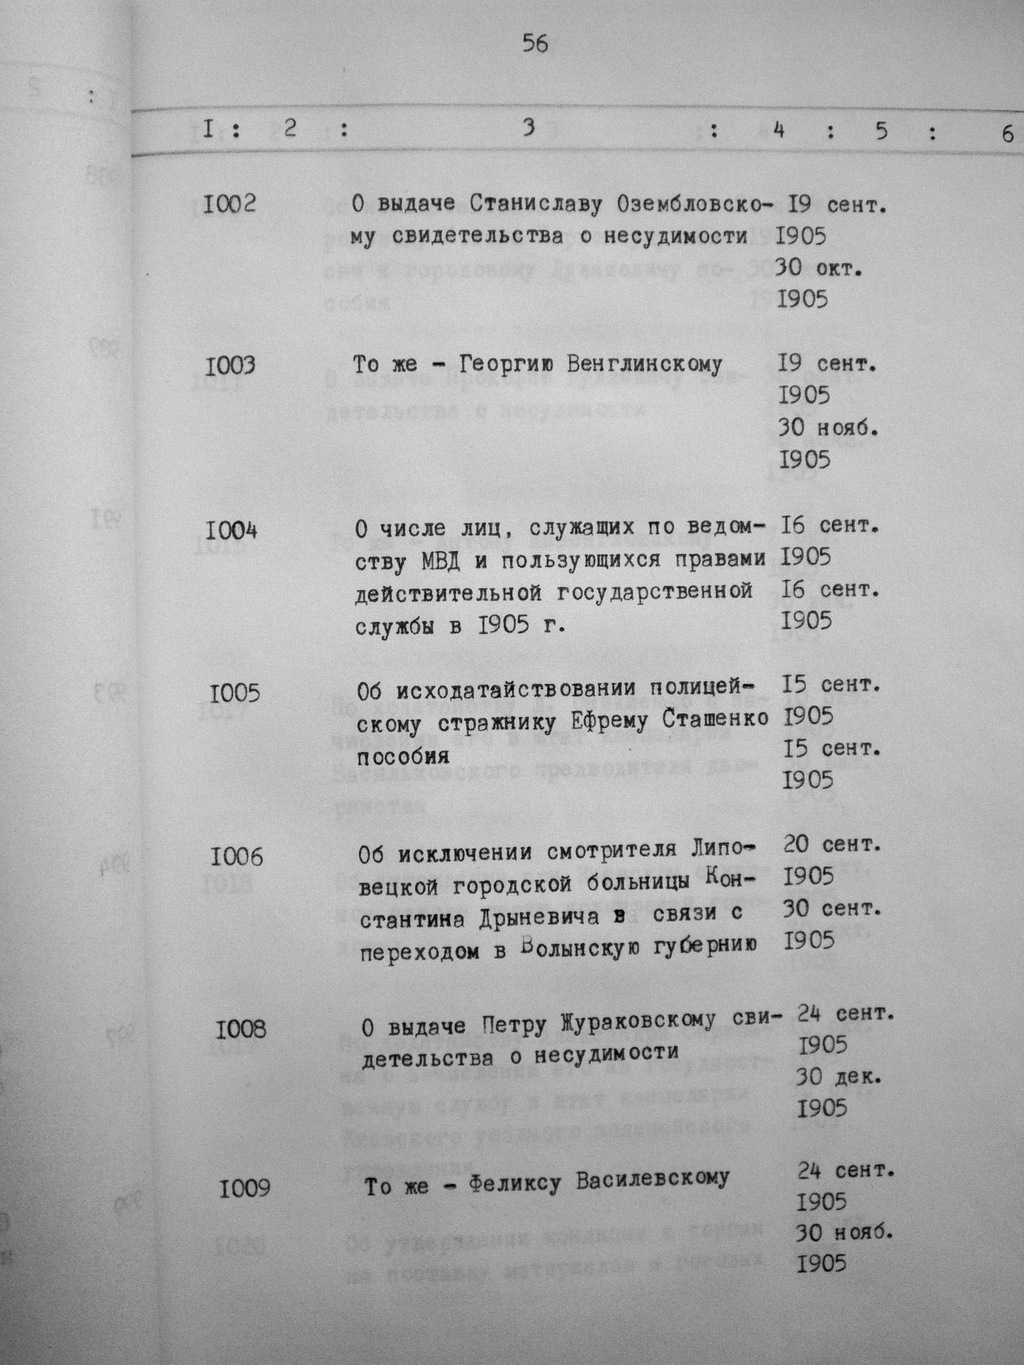 56
I : 2 : 3 : 4 : 5 : 6
I002 О выдаче Станиславу Озембловско- I9 сент.
му свидетельства о несудимости I905
30 окт.
I905
I003 То же - Георгию Венглинскому I9 сент.
I905
30 нояб.
I905
I004 О числе лиц, служащих по ведом- I6 сент.
ству МВД и пользующихся правами I905
действительной государственной I6 сент.
службы в I905 г. I905
I005 Об исходатайствовании полицей- I5 сент.
скому стражнику Ефрему Сташенко I905
пособия I5 сент.
I905
I006 Об исключении смотрителя Липо- 20 сент.
вецкой городской больницы Кон- I905
стантина Дрыневича в связи с 30 сент.
переходом в Волынскую губернию I905
I008 О выдаче Петру Жураковскому сви- 24 сент.
детельства о несудимости I905
30 дек.
I905
I009 То же - Феликсу Василевскому 24 сент.
I905
30 нояб.
I905